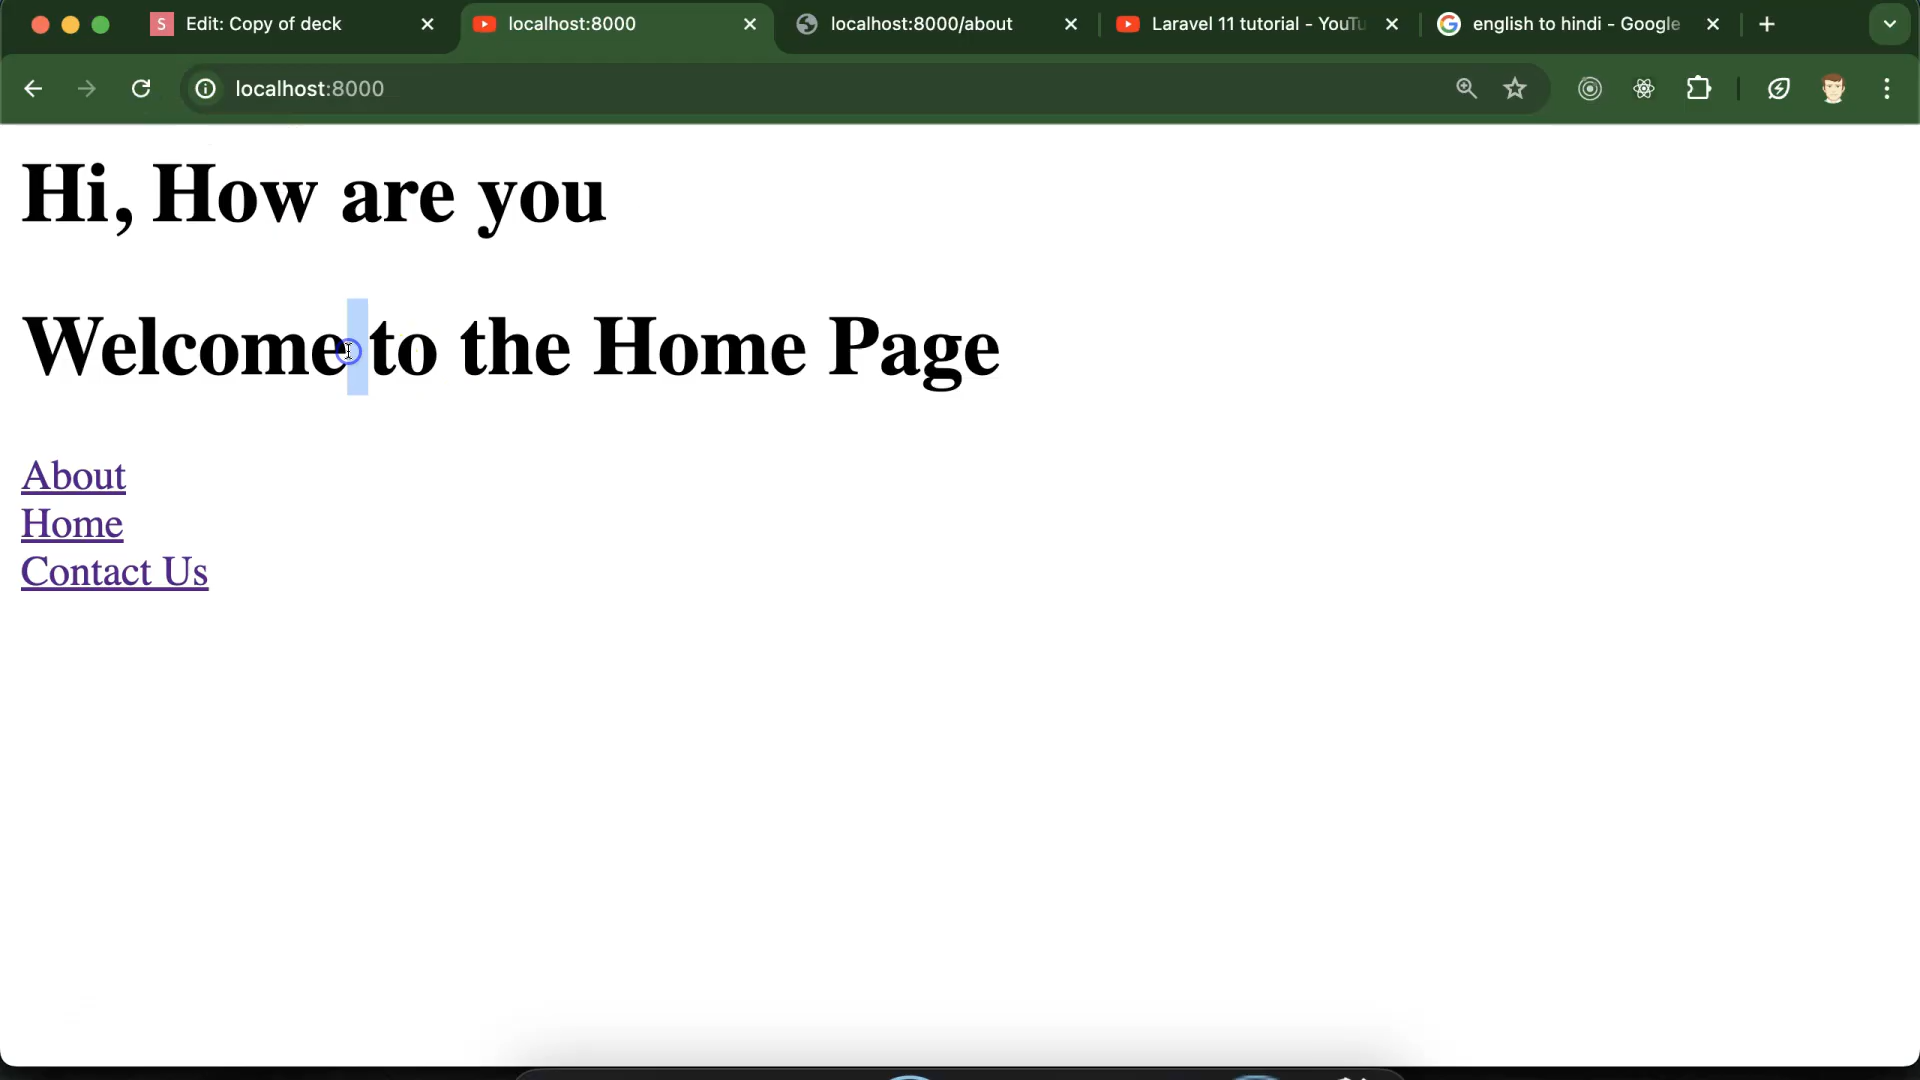 S Edit: Copy of deck
localhost:8000
localhost:8000/about
Laravel 11 tutorial - YouTu
english to hindi - Google
localhost:8000
Hi, How are you
Welcome to the Home Page
About
Home
Contact Us